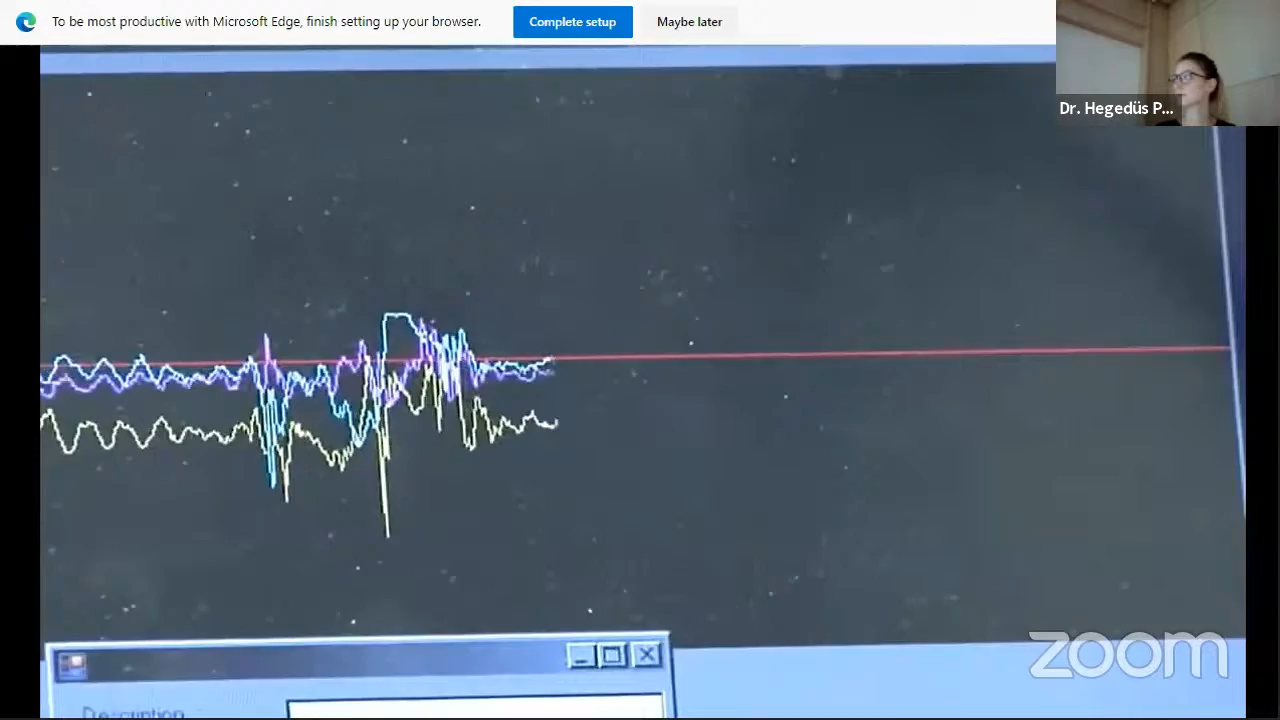 To be most productive with Microsoft Edge, finish setting up your browser. Complete setup Maybe later
Dr. Hegedüs P...
zoom
Description